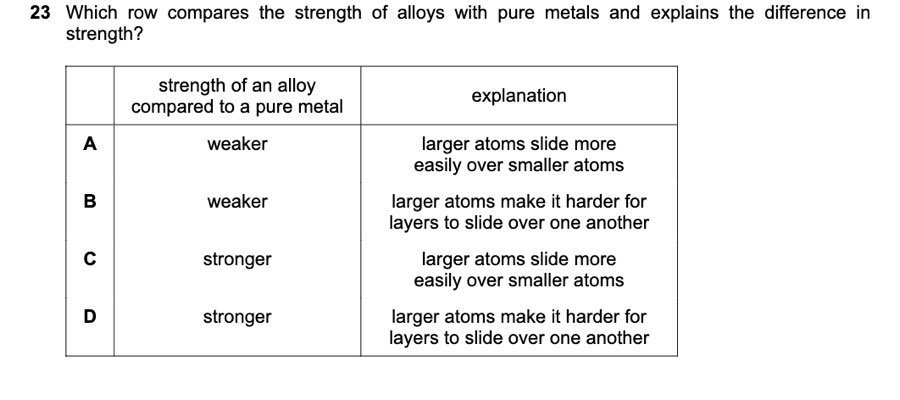 23 Which row compares the strength of alloys with pure metals and explains the difference in
strength?
strength of an alloy
compared to a pure metal
explanation
A weaker larger atoms slide more
easily over smaller atoms
B weaker larger atoms make it harder for
layers to slide over one another
C stronger larger atoms slide more
easily over smaller atoms
D stronger larger atoms make it harder for
layers to slide over one another